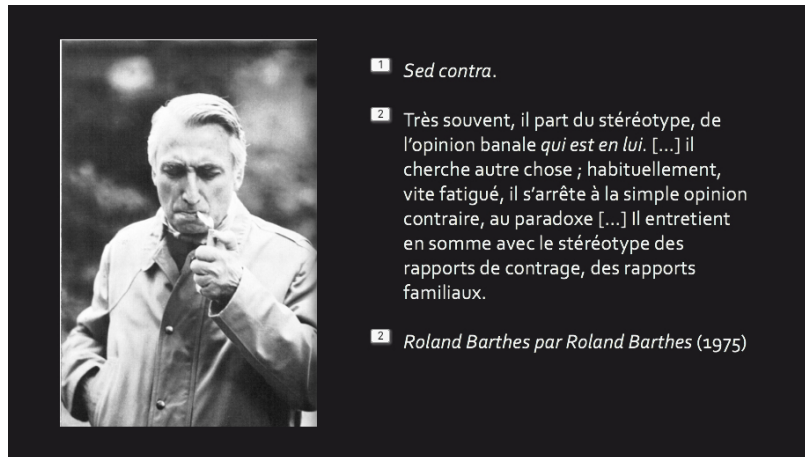 1 Sed contra.
2 Très souvent, il part du stéréotype, de
l'opinion banale qui est en lui. [...] il
cherche autre chose ; habituellement,
vite fatigué, il s'arrête à la simple opinion
contraire, au paradoxe [...] Il entretient
en somme avec le stéréotype des
rapports de contrage, des rapports
familiaux.
2 Roland Barthes par Roland Barthes (1975)